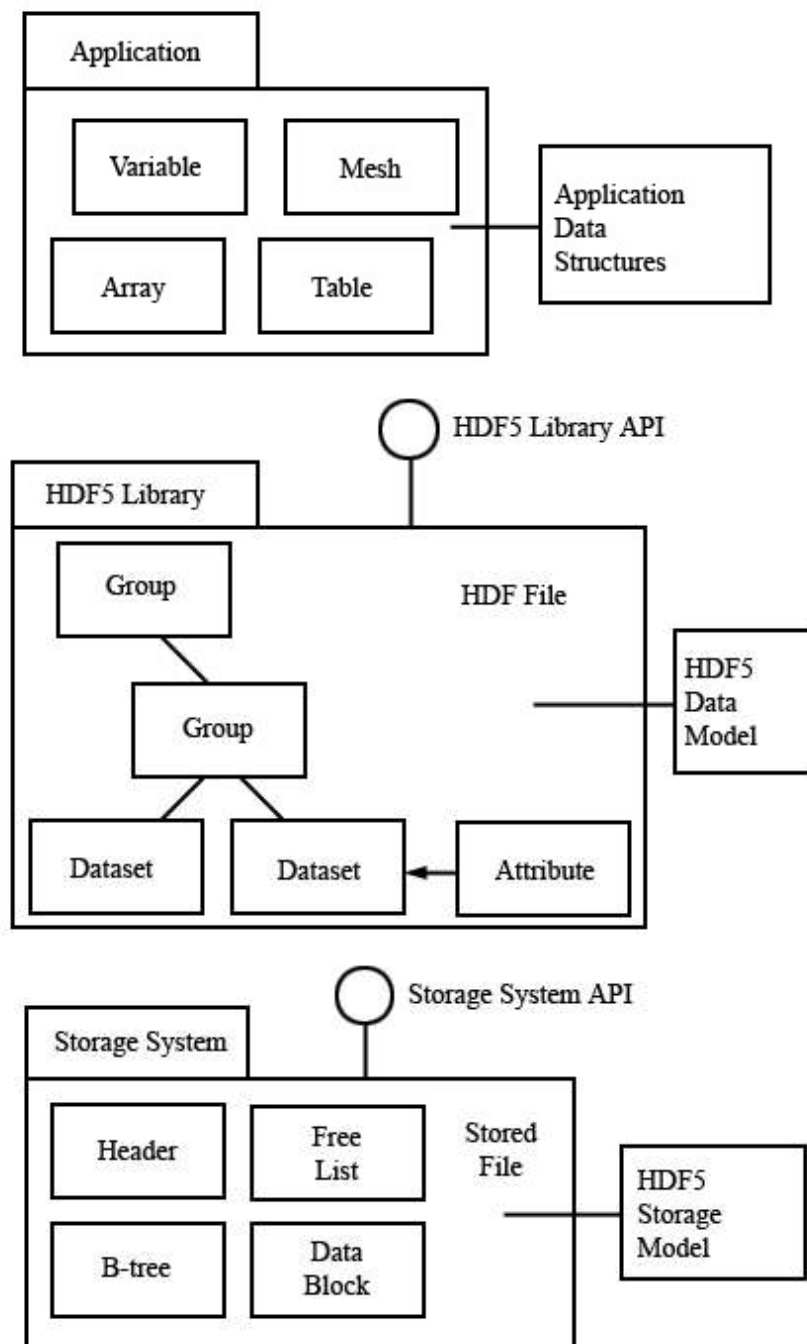 Application
Variable
Mesh
Array
Table
Application
Data
Structures
HDF5 Library API
HDF5 Library
Group
HDF File
Group
HDF5
Data
Model
Dataset
Dataset
Attribute
Storage System API
Storage System
Header
Free
List
Stored
File
B-tree
Data
Block
HDF5
Storage
Model